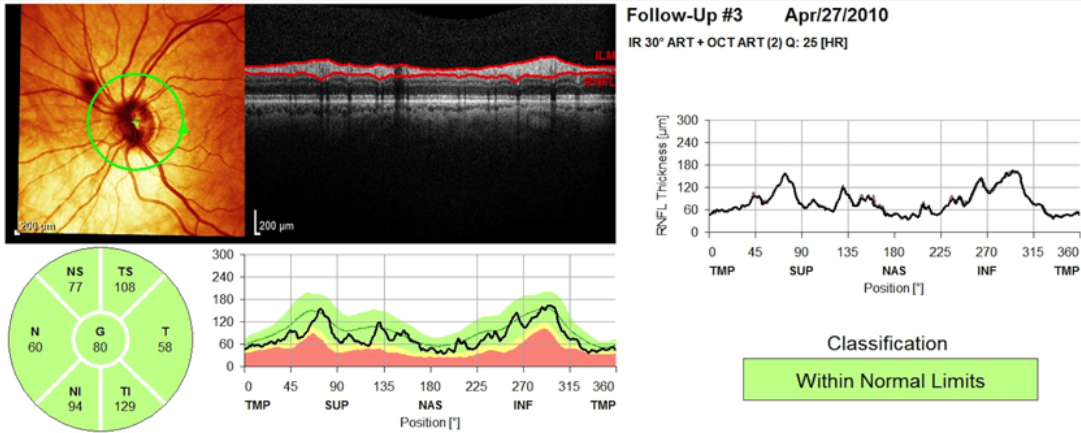 Follow-Up #3 Apr/27/2010
IR 30° ART + OCT ART (2) Q: 25 [HR]
ILM
RNFL
200 µm
200 µm
RNFL Thickness [µm]
300
240
180
120
60
0
0 45 90 135 180 225 270 315 360
TMP SUP NAS INF TMP
Position [°]
NS
77
TS
108
N
60
G
80
T
58
NI
94
TI
129
300
240
180
120
60
0
0 45 90 135 180 225 270 315 360
TMP SUP NAS INF TMP
Position [°]
Classification
Within Normal Limits